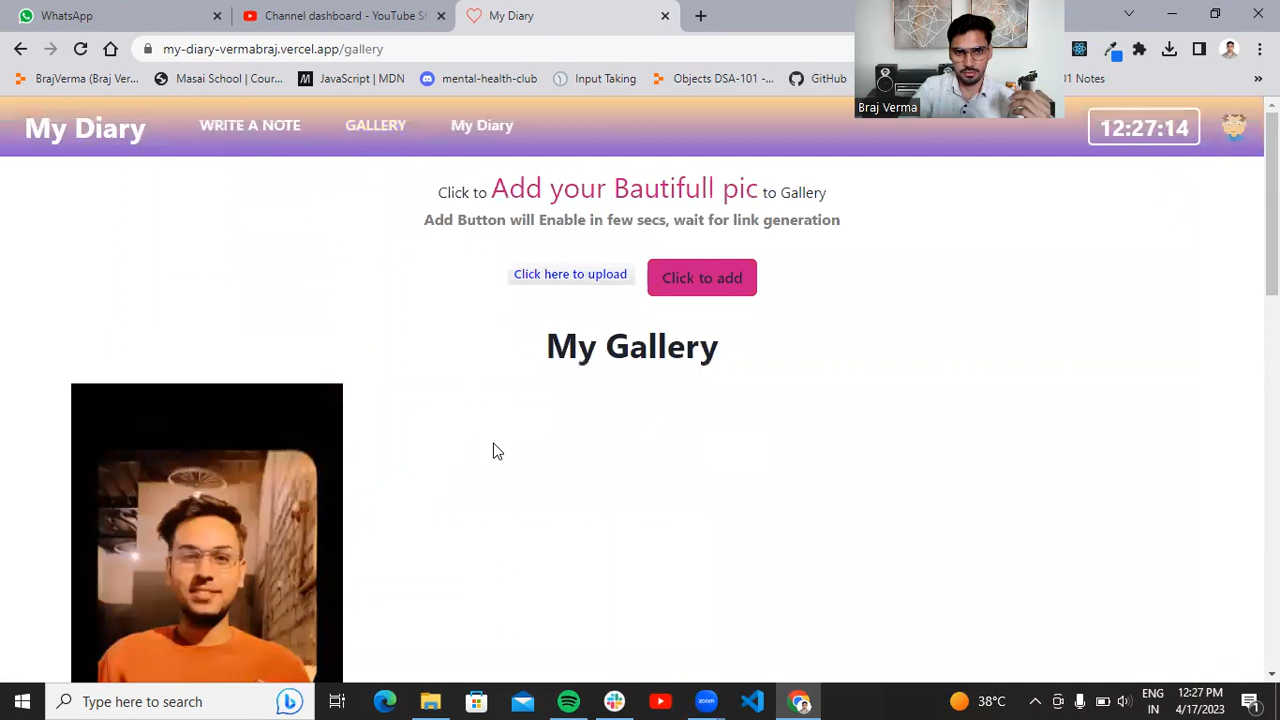 WhatsApp
Channel dashboard - YouTube St
My Diary
my-diary-vermabraj.vercel.app/gallery
BrajVerma (Braj Ver...
Masai School | Cour...
JavaScript | MDN
mental-health-club
Input Taking
Objects DSA-101 -...
GitHub
01 Notes
»
Braj Verma
My Diary
WRITE A NOTE
GALLERY
My Diary
12:27:14
Click to Add your Bautifull pic to Gallery
Add Button will Enable in few secs, wait for link generation
Click here to upload
Click to add
My Gallery
Type here to search
zoom
38°C
ENG
IN
12:27 PM
4/17/2023
1